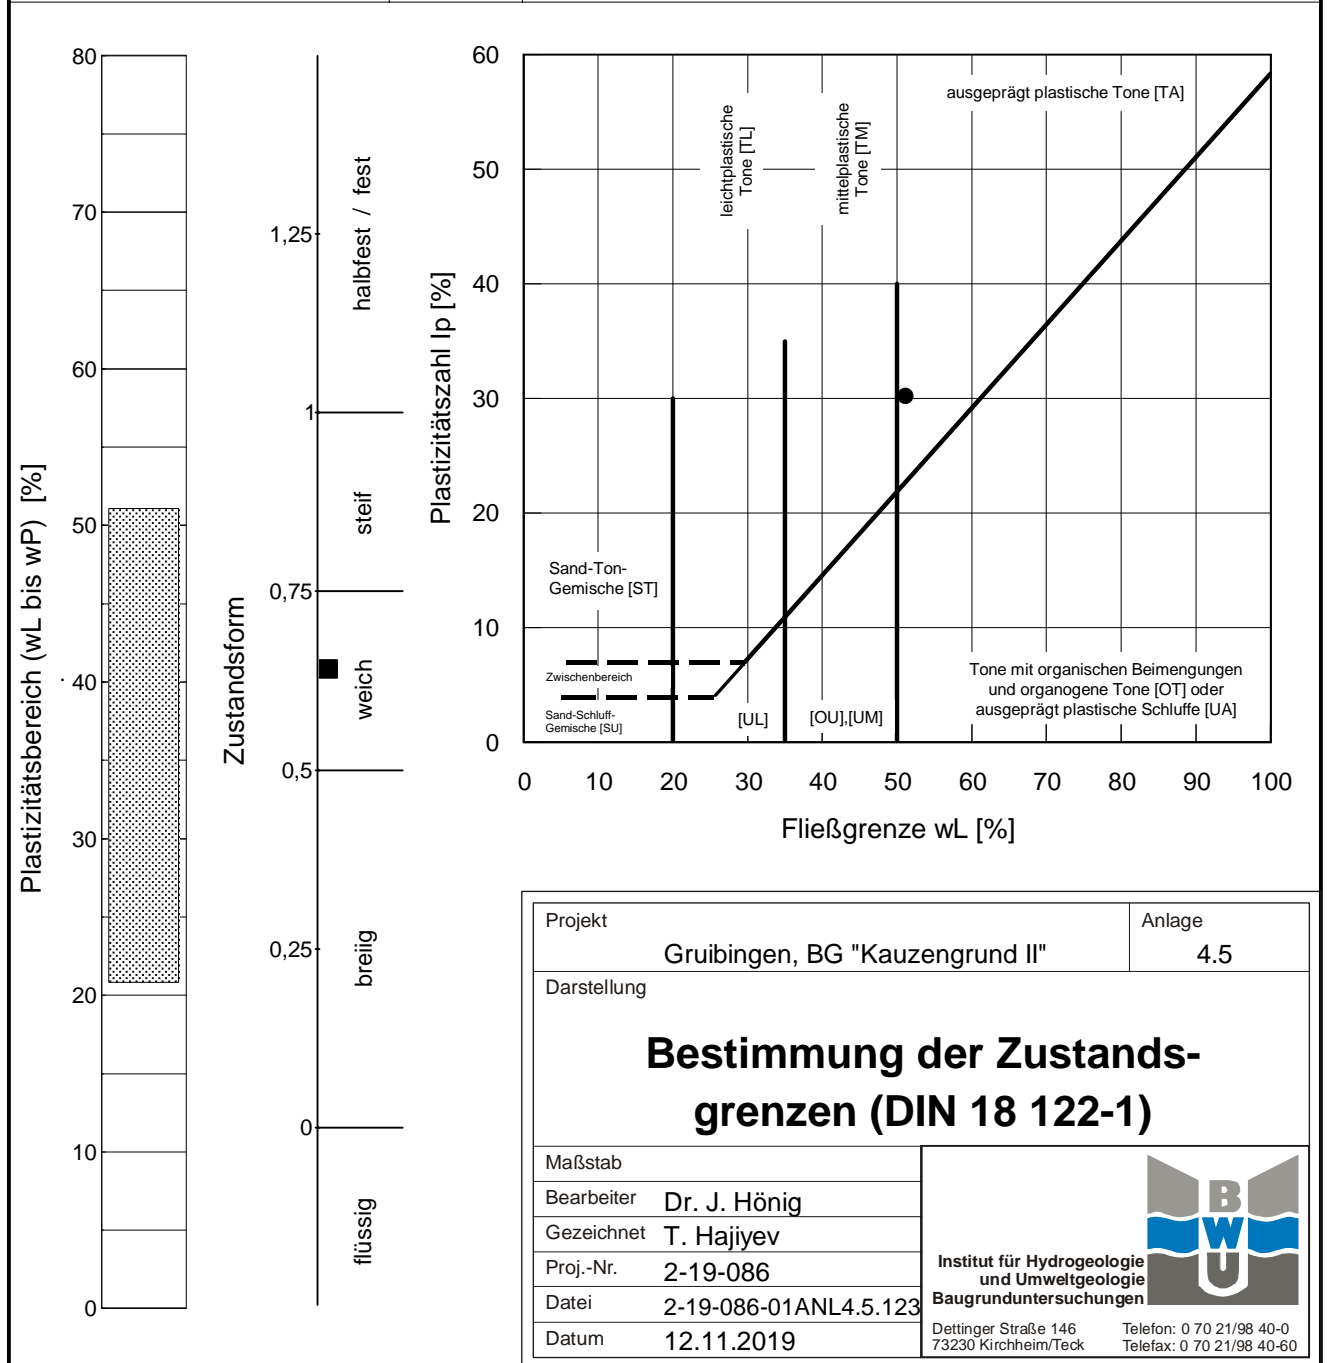 Plastizitätsbereich (wL bis wP) [%]
80
70
60
50
40
30
20
10
0
Zustandsform
1,25
1
0,75
0,5
0,25
0
halbfest / fest
steif
weich
breiig
flüssig
Plastizitätszahl Ip [%]
60
50
40
30
20
10
0
leichtplastische
Tone [TL]
mittelplastische
Tone [TM]
ausgeprägt plastische Tone [TA]
Sand-Ton-
Gemische [ST]
Zwischenbereich
Sand-Schluff-
Gemische [SU]
[UL]
[OU],[UM]
Tone mit organischen Beimengungen
und organogene Tone [OT] oder
ausgeprägt plastische Schluffe [UA]
0 10 20 30 40 50 60 70 80 90 100
Fließgrenze wL [%]
Projekt
Gruibingen, BG "Kauzengrund II"
Anlage
4.5
Darstellung
Bestimmung der Zustands-
grenzen (DIN 18 122-1)
Maßstab
Bearbeiter Dr. J. Hönig
Gezeichnet T. Hajiyev
Proj.-Nr. 2-19-086
Datei 2-19-086-01ANL4.5.123
Datum 12.11.2019
B
W
U
Institut für Hydrogeologie
und Umweltgeologie
Baugrunduntersuchungen
Dettinger Straße 146 Telefon: 0 70 21/98 40-0
73230 Kirchheim/Teck Telefax: 0 70 21/98 40-60